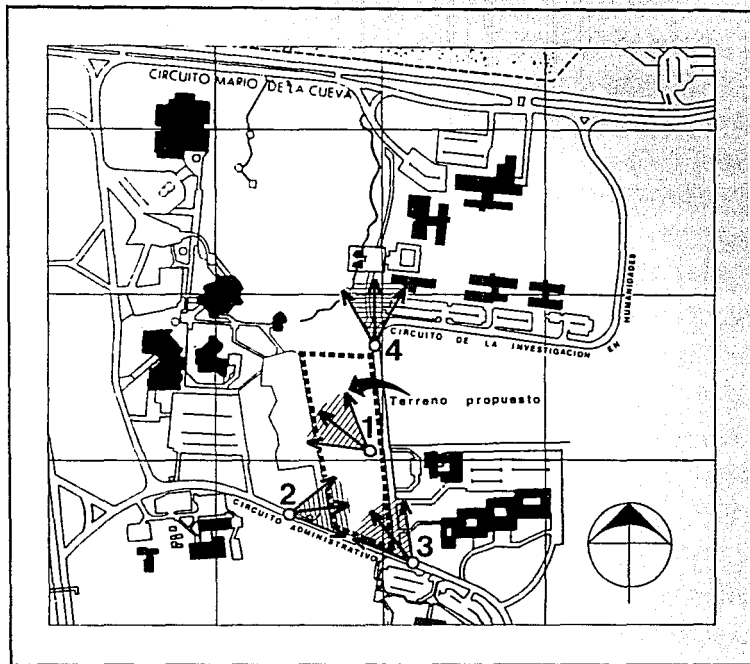 CIRCUITO MARIO DE LA CUEVA
HUMANIDADES
EN
CIRCUITO DE LA INVESTIGACION
4
Terreno propuesto
1
2
CIRCUITO ADMINISTRATIVO
3